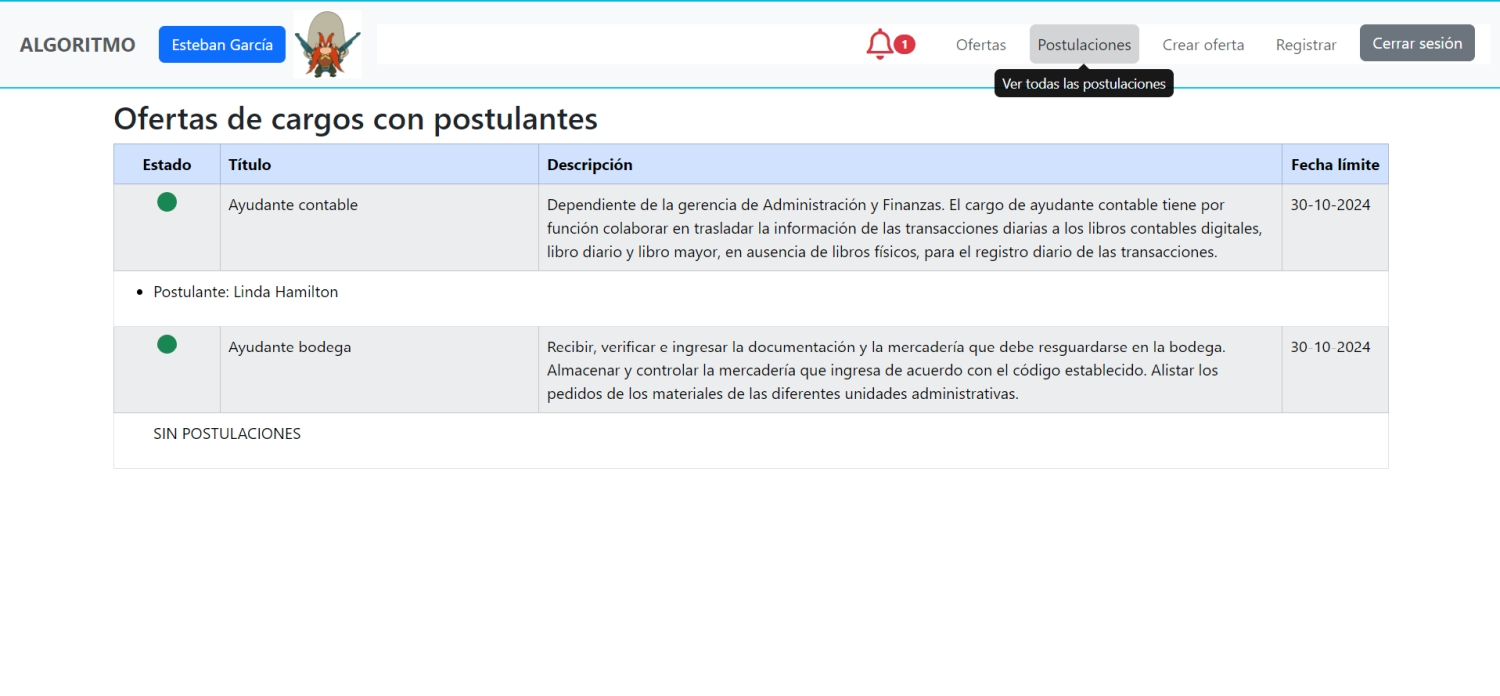 ALGORITMO Esteban García 1 Ofertas Postulaciones Crear oferta Registrar Cerrar sesión
Ver todas las postulaciones
Ofertas de cargos con postulantes
Estado Título Descripción Fecha límite
Ayudante contable Dependiente de la gerencia de Administración y Finanzas. El cargo de ayudante contable tiene por 30-10-2024
función colaborar en trasladar la información de las transacciones diarias a los libros contables digitales,
libro diario y libro mayor, en ausencia de libros físicos, para el registro diario de las transacciones.
• Postulante: Linda Hamilton
Ayudante bodega Recibir, verificar e ingresar la documentación y la mercadería que debe resguardarse en la bodega. 30-10-2024
Almacenar y controlar la mercadería que ingresa de acuerdo con el código establecido. Alistar los
pedidos de los materiales de las diferentes unidades administrativas.
SIN POSTULACIONES